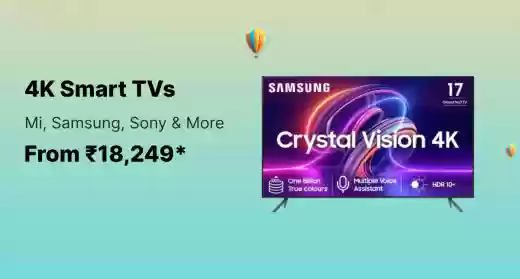 4K Smart TVs
Mi, Samsung, Sony & More
From ₹18,249*
SAMSUNG
17
Crystal Vision 4K
One Billion
True colours
Multiple Voice
Assistant
HDR 10+